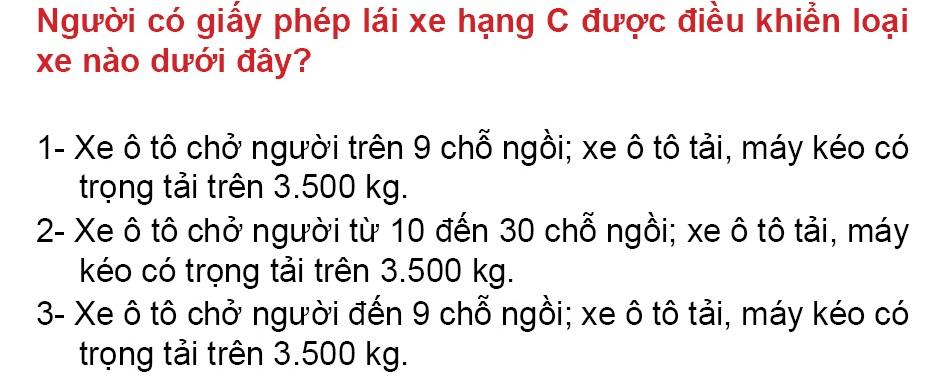 Người có giấy phép lái xe hạng C được điều khiển loại
xe nào dưới đây?
1- Xe ô tô chở người trên 9 chỗ ngồi; xe ô tô tải, máy kéo có
trọng tải trên 3.500 kg.
2- Xe ô tô chở người từ 10 đến 30 chỗ ngồi; xe ô tô tải, máy
kéo có trọng tải trên 3.500 kg.
3- Xe ô tô chở người đến 9 chỗ ngồi; xe ô tô tải, máy kéo có
trọng tải trên 3.500 kg.